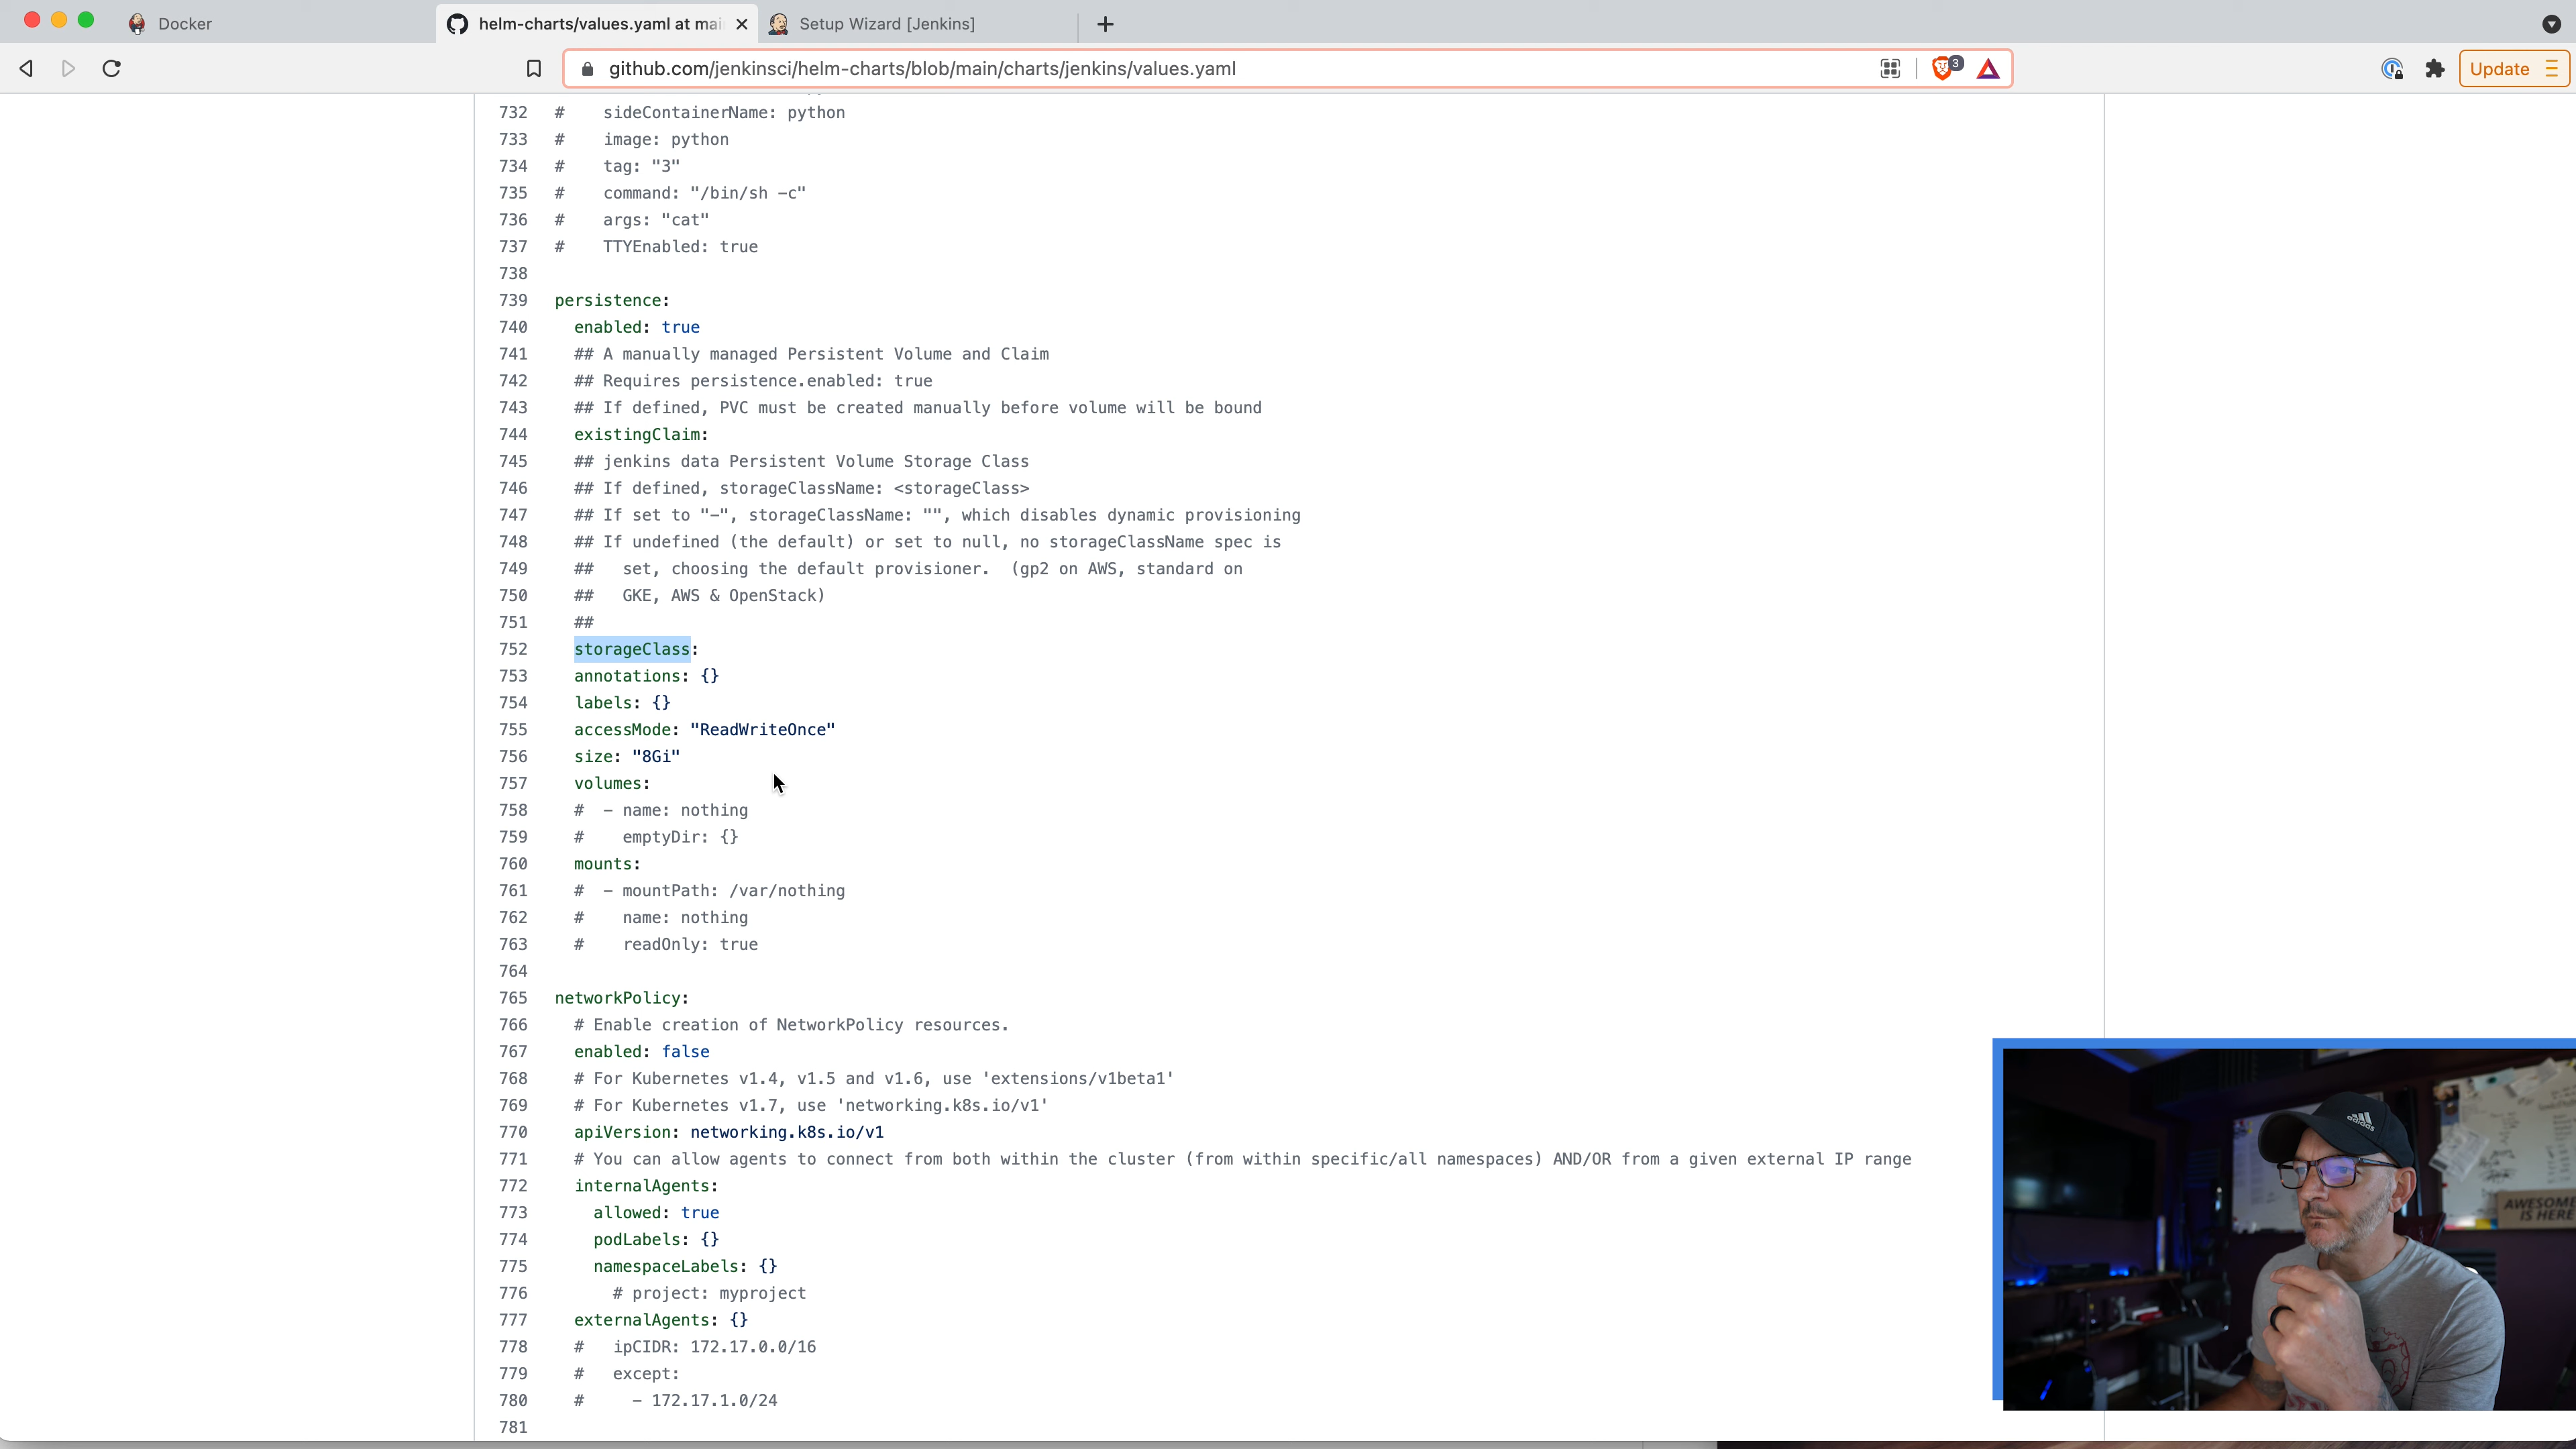 Docker
helm-charts/values.yaml at mai
Setup Wizard [Jenkins]
github.com/jenkinsci/helm-charts/blob/main/charts/jenkins/values.yaml
3
Update
732 #    sideContainerName: python
733 #    image: python
734 #    tag: "3"
735 #    command: "/bin/sh -c"
736 #    args: "cat"
737 #    TTYEnabled: true
738
739 persistence:
740   enabled: true
741   ## A manually managed Persistent Volume and Claim
742   ## Requires persistence.enabled: true
743   ## If defined, PVC must be created manually before volume will be bound
744   existingClaim:
745   ## jenkins data Persistent Volume Storage Class
746   ## If defined, storageClassName: <storageClass>
747   ## If set to "-", storageClassName: "", which disables dynamic provisioning
748   ## If undefined (the default) or set to null, no storageClassName spec is
749   ##   set, choosing the default provisioner.  (gp2 on AWS, standard on
750   ##   GKE, AWS & OpenStack)
751   ##
752   storageClass:
753   annotations: {}
754   labels: {}
755   accessMode: "ReadWriteOnce"
756   size: "8Gi"
757   volumes:
758   #  - name: nothing
759   #    emptyDir: {}
760   mounts:
761   #  - mountPath: /var/nothing
762   #    name: nothing
763   #    readOnly: true
764
765 networkPolicy:
766   # Enable creation of NetworkPolicy resources.
767   enabled: false
768   # For Kubernetes v1.4, v1.5 and v1.6, use 'extensions/v1beta1'
769   # For Kubernetes v1.7, use 'networking.k8s.io/v1'
770   apiVersion: networking.k8s.io/v1
771   # You can allow agents to connect from both within the cluster (from within specific/all namespaces) AND/OR from a given external IP range
772   internalAgents:
773     allowed: true
774     podLabels: {}
775     namespaceLabels: {}
776       # project: myproject
777   externalAgents: {}
778   #   ipCIDR: 172.17.0.0/16
779   #   except:
780   #     - 172.17.1.0/24
781
adidas
AWESOME
IS HERE